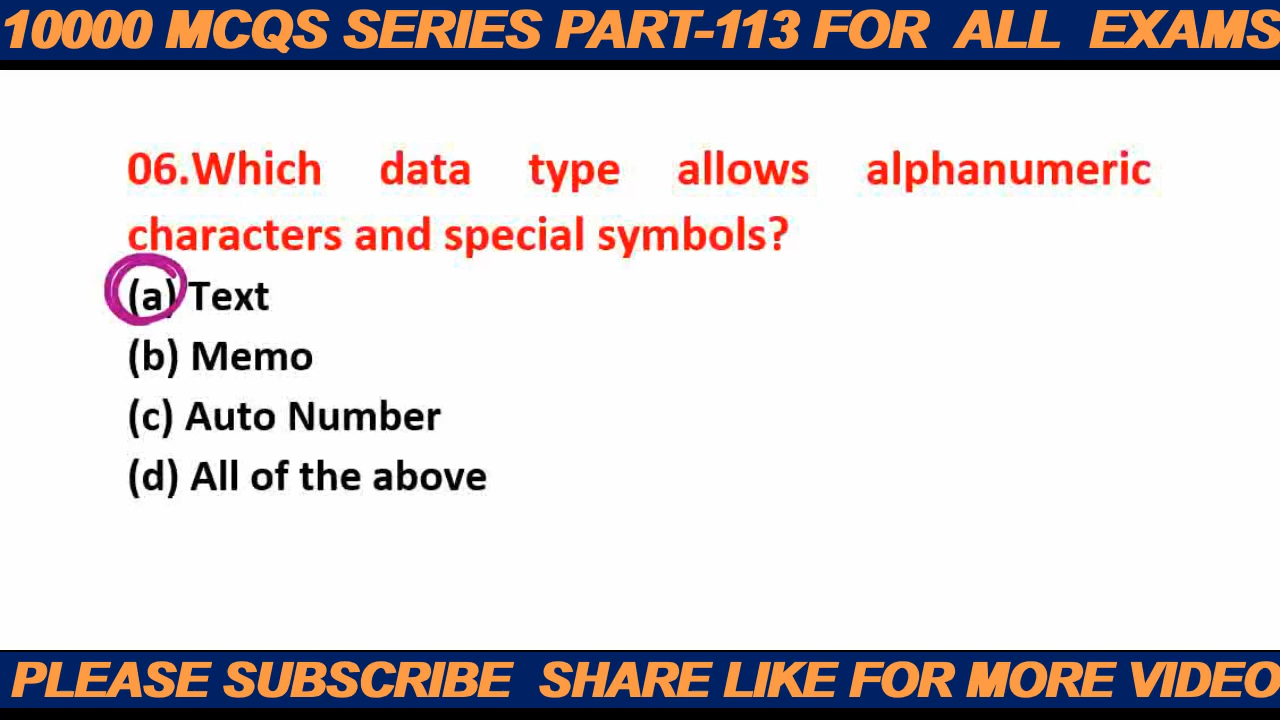 10000 MCQS SERIES PART-113 FOR ALL EXAMS
06.Which data type allows alphanumeric
characters and special symbols?
(a) Text
(b) Memo
(c) Auto Number
(d) All of the above
PLEASE SUBSCRIBE SHARE LIKE FOR MORE VIDEO